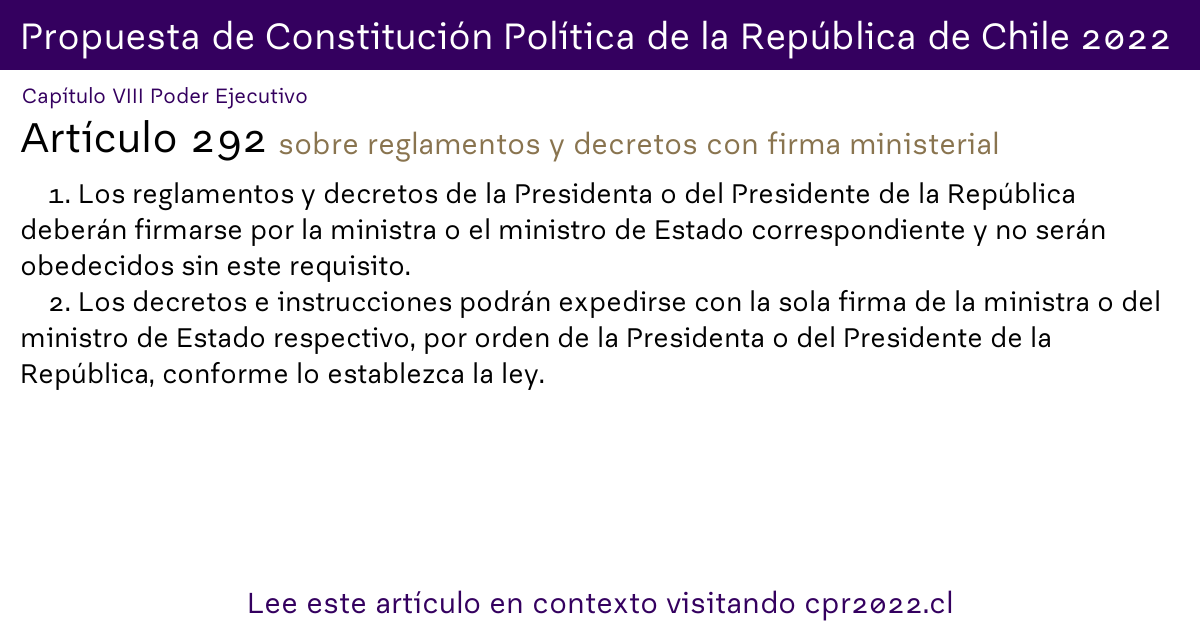 Propuesta de Constitución Política de la República de Chile 2022
Capítulo VIII Poder Ejecutivo
Artículo 292 sobre reglamentos y decretos con firma ministerial
1. Los reglamentos y decretos de la Presidenta o del Presidente de la República
deberán firmarse por la ministra o el ministro de Estado correspondiente y no serán
obedecidos sin este requisito.
2. Los decretos e instrucciones podrán expedirse con la sola firma de la ministra o del
ministro de Estado respectivo, por orden de la Presidenta o del Presidente de la
República, conforme lo establezca la ley.
Lee este artículo en contexto visitando cpr2022.cl